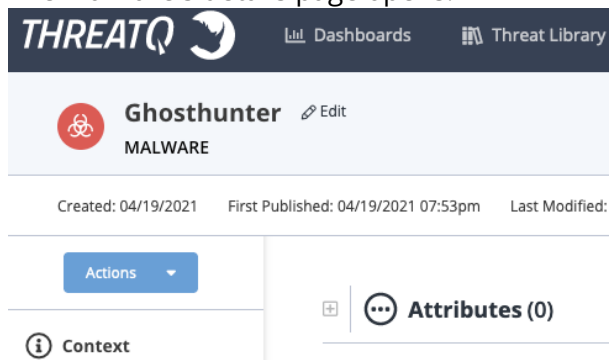 THREATQ
Dashboards
Threat Library
Ghosthunter
Edit
MALWARE
Created: 04/19/2021
First Published: 04/19/2021 07:53pm
Last Modified:
Actions
Attributes (0)
Context